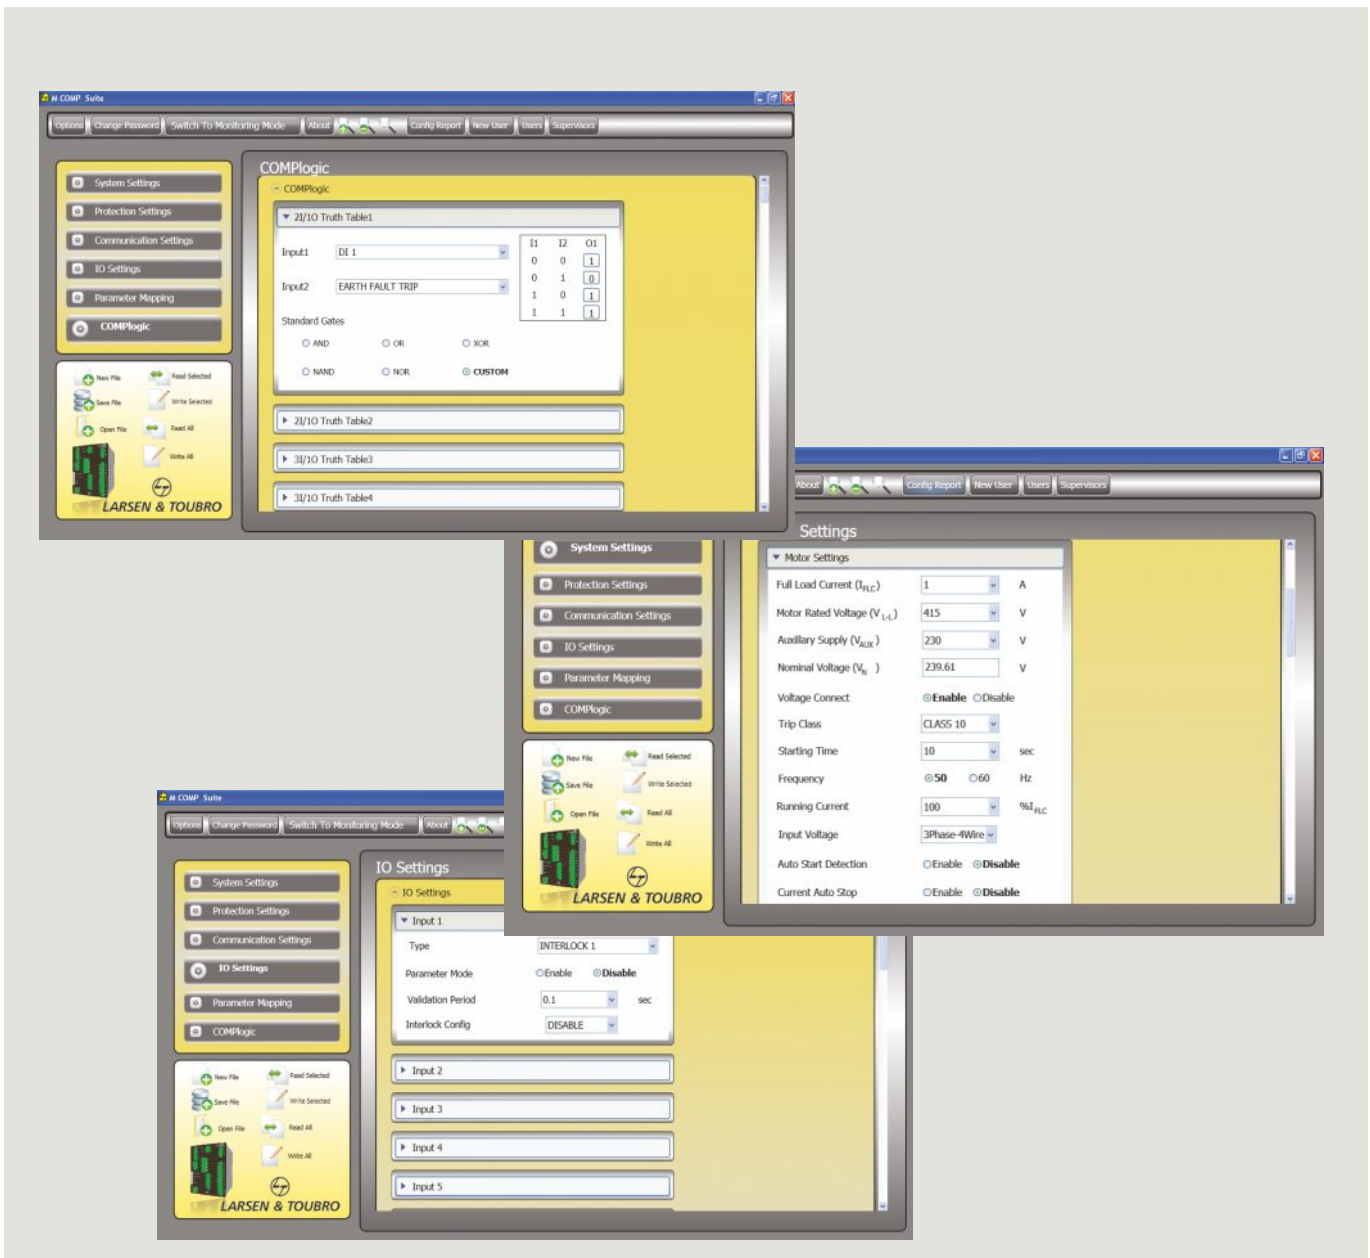 M COMP Suite
Options Change Password Switch To Monitoring Mode About Config Report New User Users Supervisors
COMPlogic
System Settings
Protection Settings
Communication Settings
IO Settings
Parameter Mapping
COMPlogic
New File Read Selected
Save File Write Selected
Open File Read All
Write All
LARSEN & TOUBRO
COMPlogic
2I/1O Truth Table1
Input1 DI 1
Input2 EARTH FAULT TRIP
I1 I2 O1
0 0 1
0 1 0
1 0 1
1 1 1
Standard Gates
AND OR XOR
NAND NOR CUSTOM
2I/1O Truth Table2
3I/1O Truth Table3
3I/1O Truth Table4
About Config Report New User Users Supervisors
Settings
System Settings
Protection Settings
Communication Settings
IO Settings
Parameter Mapping
COMPlogic
New File Read Selected
Save File Write Selected
Open File Read All
Write All
LARSEN & TOUBRO
Motor Settings
Full Load Current (IFLC) 1 A
Motor Rated Voltage (V L-L) 415 V
Auxillary Supply (VAUX) 230 V
Nominal Voltage (VN ) 239.61 V
Voltage Connect Enable Disable
Trip Class CLASS 10
Starting Time 10 sec
Frequency 50 60 Hz
Running Current 100 %IFLC
Input Voltage 3Phase-4Wire
Auto Start Detection Enable Disable
Current Auto Stop Enable Disable
M COMP Suite
Options Change Password Switch To Monitoring Mode About
IO Settings
System Settings
Protection Settings
Communication Settings
IO Settings
Parameter Mapping
COMPlogic
New File Read Selected
Save File Write Selected
Open File Read All
Write All
LARSEN & TOUBRO
IO Settings
Input 1
Type INTERLOCK 1
Parameter Mode Enable Disable
Validation Period 0.1 sec
Interlock Config DISABLE
Input 2
Input 3
Input 4
Input 5